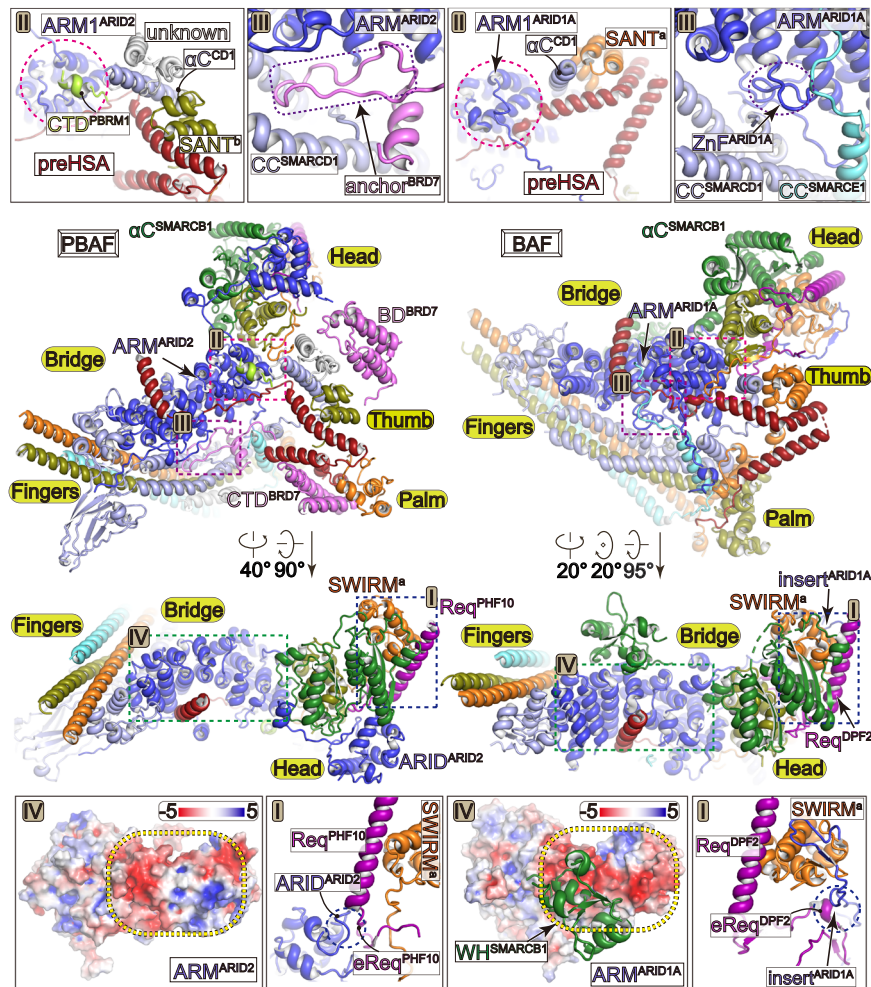 II
ARM1ARID2
unknown
αCCD1
CTDPBRM1
SANTb
preHSA
III
ARMARID2
CCSMARCD1
anchorBRD7
II
ARM1ARID1A
αCCD1
SANTa
preHSA
III
ARMARID1A
ZnFARID1A
CCSMARCD1
CCSMARCE1
PBAF
αCSMARCB1
Head
BDBRD7
ARMARID2
II
Bridge
III
Thumb
Fingers
CTDBRD7
Palm
40° 90°
BAF
αCSMARCB1
Head
Bridge
ARMARID1A
II
III
Thumb
Fingers
Palm
20° 20° 95°
SWIRMa
I
ReqPHF10
Fingers
Bridge
IV
Head
ARIDARID2
insertARID1A
SWIRMa
I
Fingers
Bridge
IV
ReqDPF2
Head
IV
-5 5
ARMARID2
I
SWIRMa
ReqPHF10
ARIDARID2
eReqPHF10
IV
-5 5
WHSMARCB1
ARMARID1A
I
SWIRMa
ReqDPF2
eReqDPF2
insertARID1A